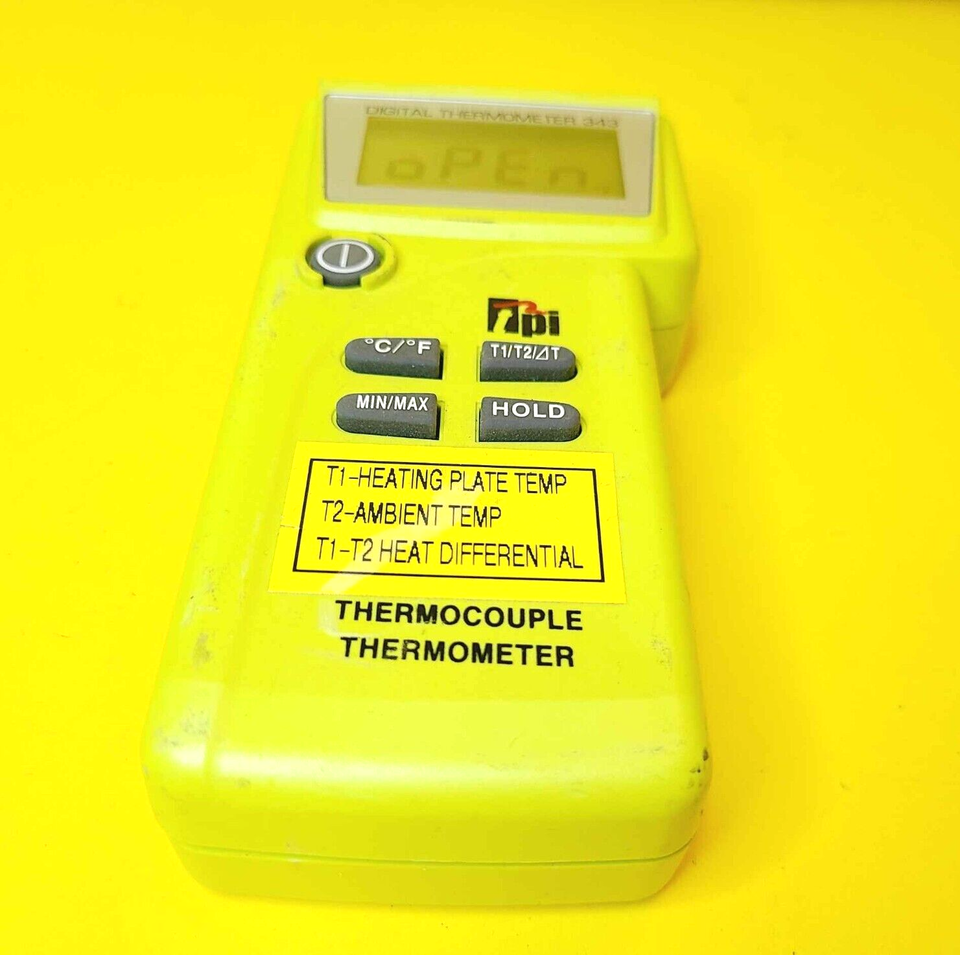 DIGITAL THERMOMETER 343
oPEn
tpi
°C/°F
T1/T2/⊿T
MIN/MAX
HOLD
T1-HEATING PLATE TEMP
T2-AMBIENT TEMP
T1-T2 HEAT DIFFERENTIAL
THERMOCOUPLE
THERMOMETER